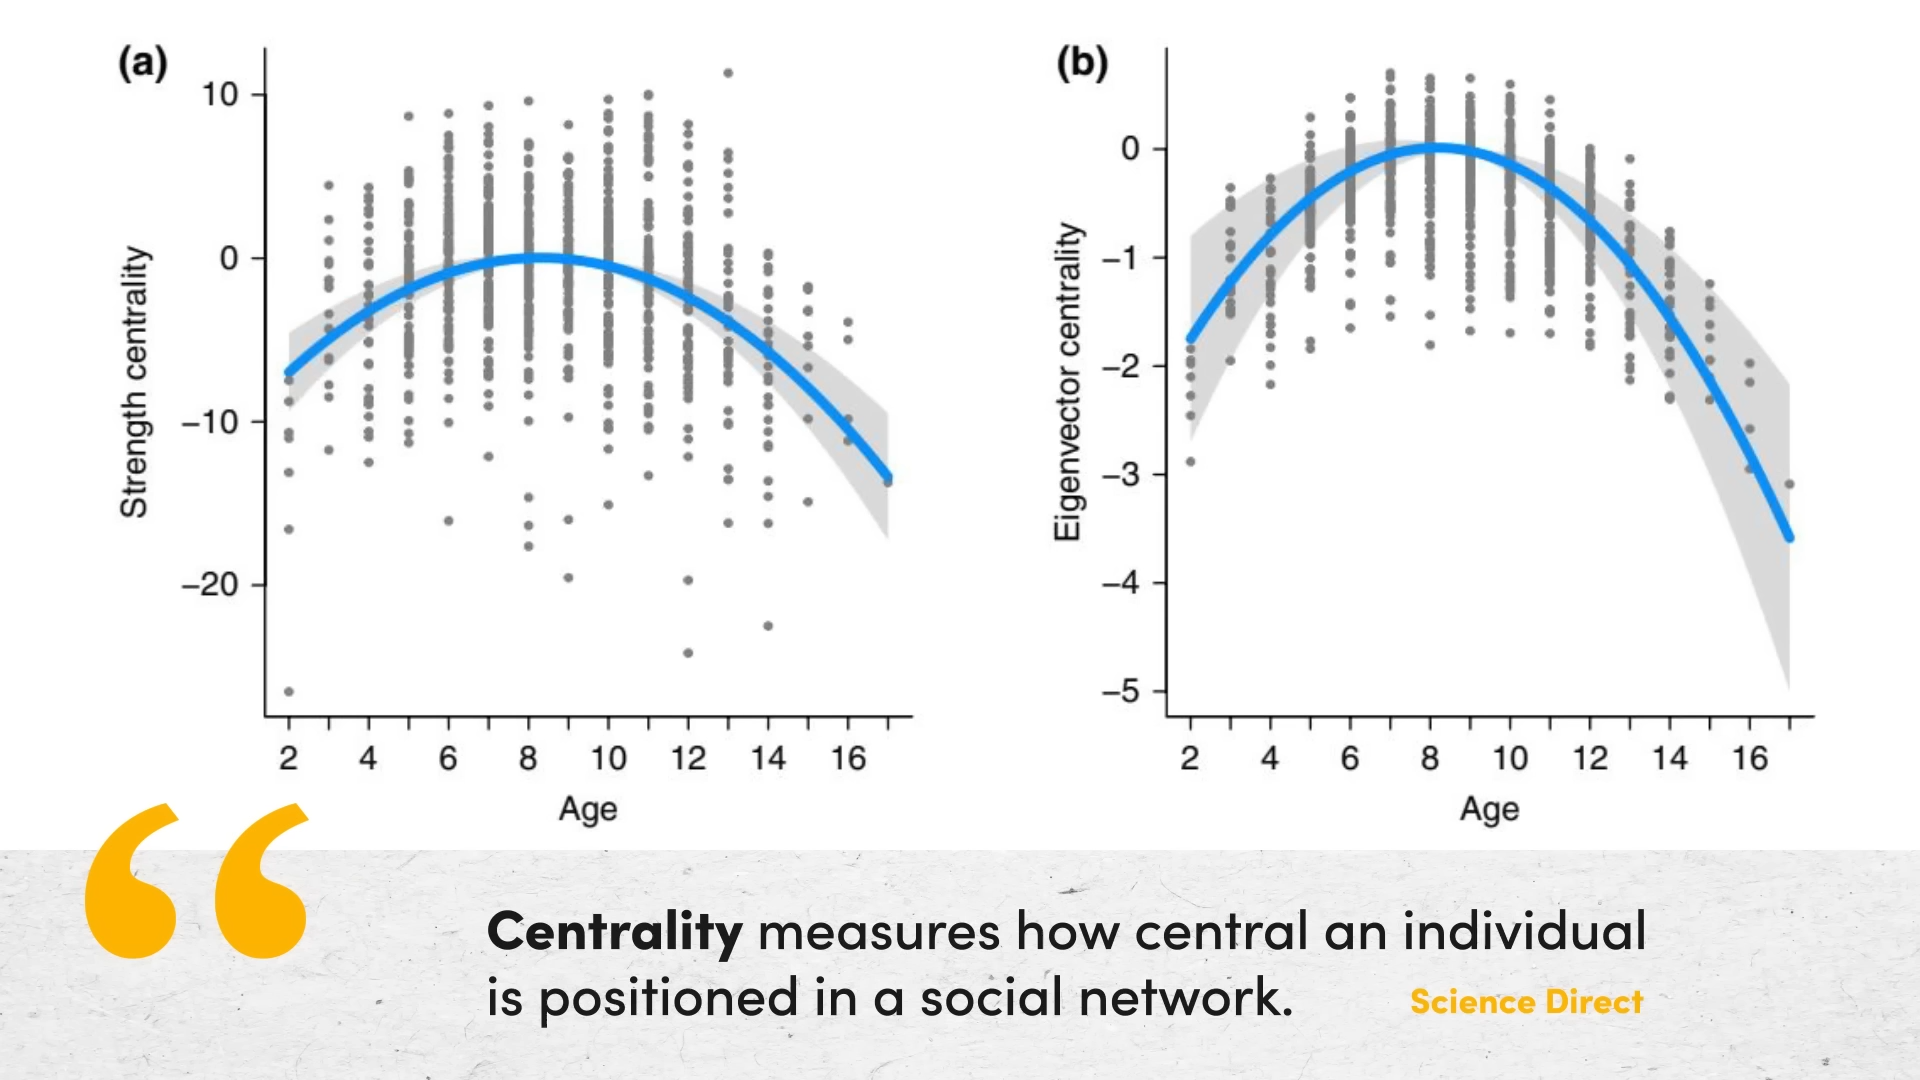 (a)
Strength centrality
10
0
−10
−20
2 4 6 8 10 12 14 16
Age
(b)
Eigenvector centrality
0
−1
−2
−3
−4
−5
2 4 6 8 10 12 14 16
Age
“
Centrality measures how central an individual
is positioned in a social network.
Science Direct